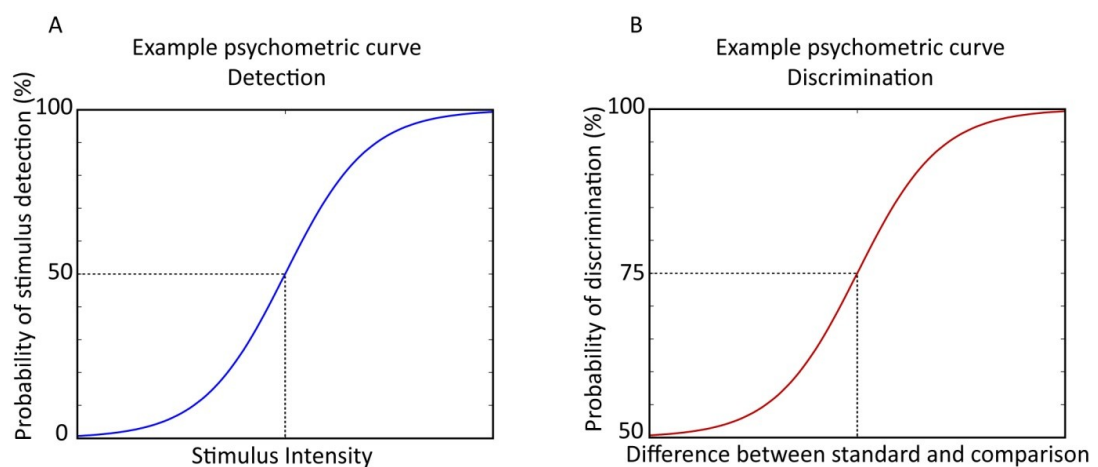 A
Example psychometric curve
Detection
Probability of stimulus detection (%)
100
50
0
Stimulus Intensity
B
Example psychometric curve
Discrimination
Probability of discrimination (%)
100
75
50
Difference between standard and comparison